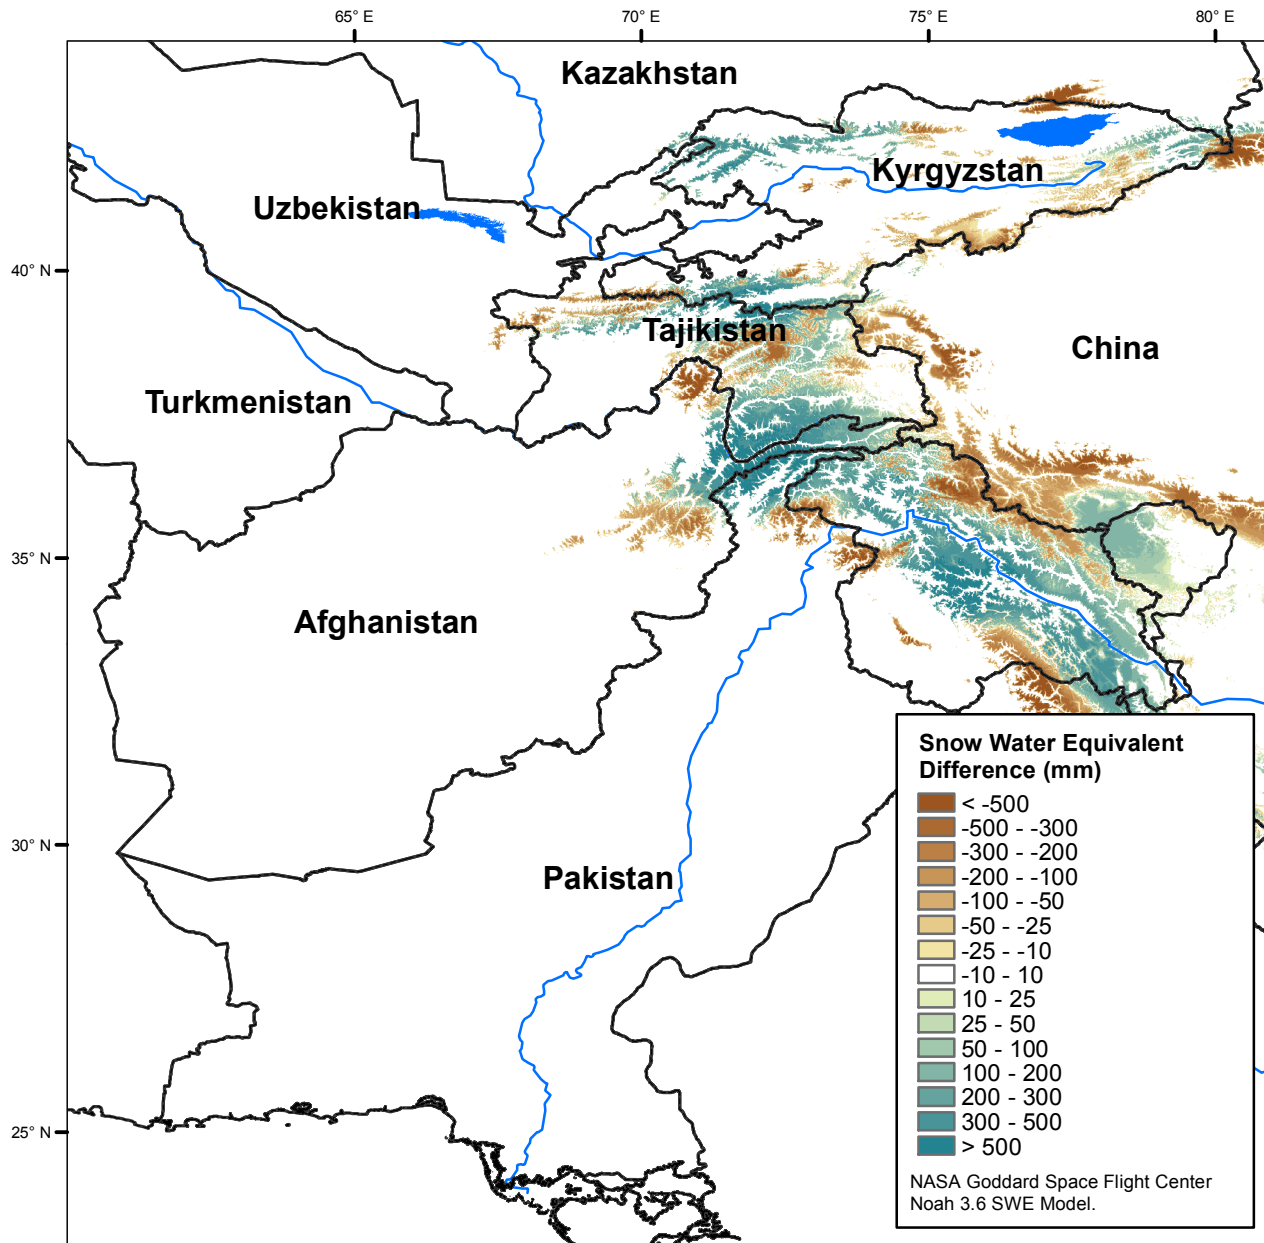 65° E
70° E
75° E
80° E
Kazakhstan
Kyrgyzstan
Uzbekistan
40° N
Tajikistan
China
Turkmenistan
35° N
Afghanistan
Snow Water Equivalent
Difference (mm)
< -500
-500 - -300
-300 - -200
-200 - -100
-100 - -50
-50 - -25
-25 - -10
-10 - 10
10 - 25
25 - 50
50 - 100
100 - 200
200 - 300
300 - 500
> 500
NASA Goddard Space Flight Center
Noah 3.6 SWE Model.
30° N
Pakistan
25° N